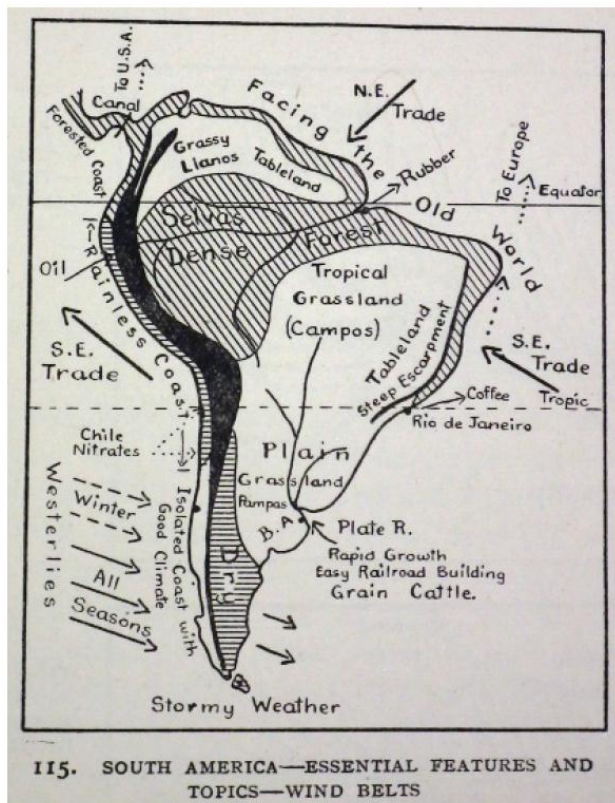 To U.S.A.
Canal
Forested Coast
Facing the Old World
N.E. Trade
Grassy Llanos
Tableland
Rubber
To Europe
Equator
Selvas
Dense Forest
Oil
Rainless Coast
Tropical
Grassland
(Campos)
Tableland
Steep Escarpment
S.E.
Trade
S.E.
Trade
Tropic
Coffee
Rio de Janeiro
Chile
Nitrates
Plain
Grassland
Pampas
B.A.
Plate R.
Rapid Growth
Easy Railroad Building
Grain Cattle.
Westerlies
Winter
All
Seasons
Isolated Coast with
Good Climate
Dry
Stormy Weather
115. SOUTH AMERICA—ESSENTIAL FEATURES AND
TOPICS—WIND BELTS